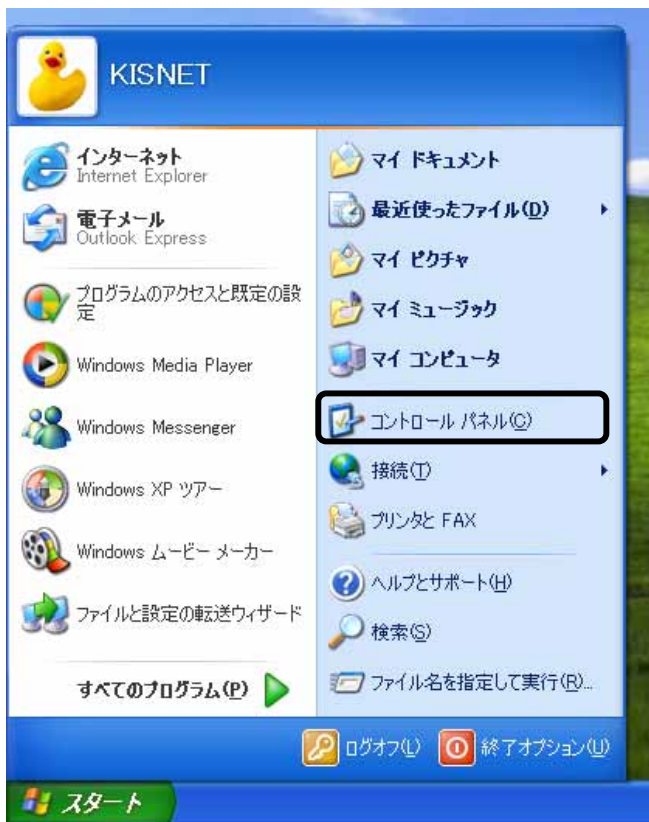 KISNET
インターネット
Internet Explorer
電子メール
Outlook Express
プログラムのアクセスと既定の設
定
Windows Media Player
Windows Messenger
Windows XP ツアー
Windows ムービー メーカー
ファイルと設定の転送ウィザード
すべてのプログラム(P)
マイ ドキュメント
最近使ったファイル(D)
マイ ピクチャ
マイ ミュージック
マイ コンピュータ
コントロール パネル(C)
接続(T)
プリンタと FAX
ヘルプとサポート(H)
検索(S)
ファイル名を指定して実行(R)...
ログオフ(L)
終了オプション(U)
スタート